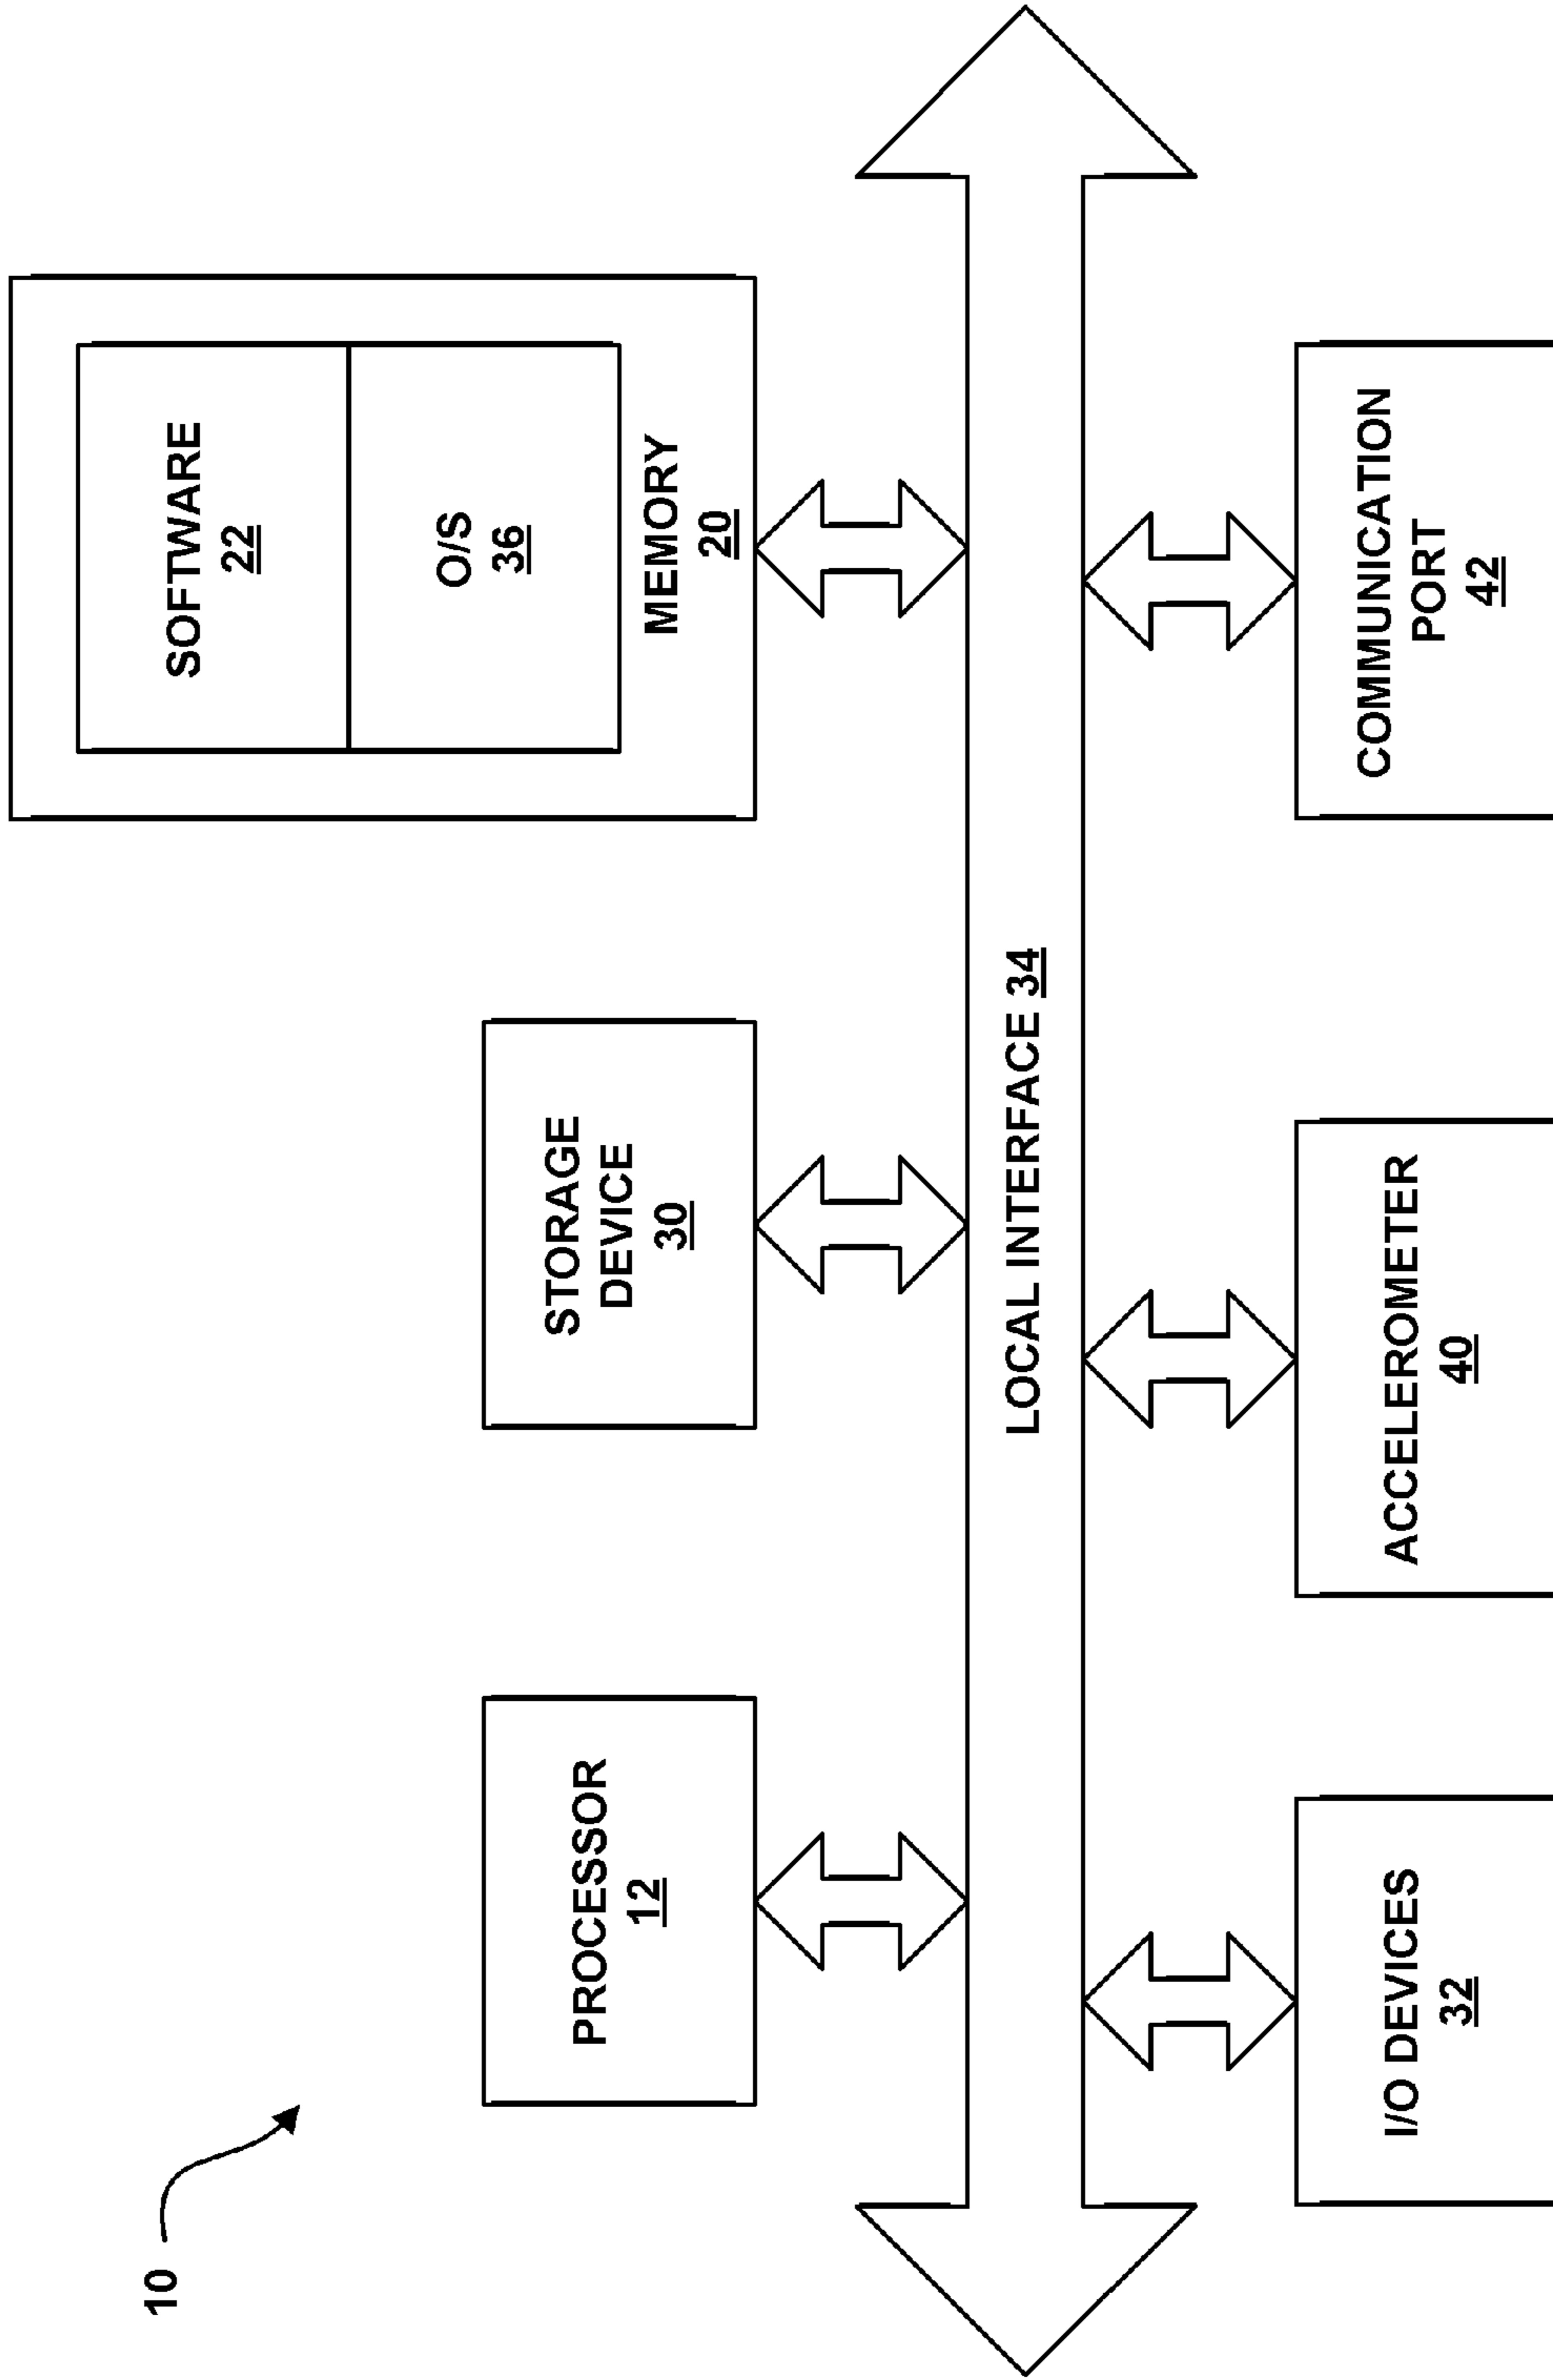 10
PROCESSOR
12
STORAGE
DEVICE
30
SOFTWARE
22
O/S
36
MEMORY
20
LOCAL INTERFACE 34
I/O DEVICES
32
ACCELEROMETER
40
COMMUNICATION
PORT
42